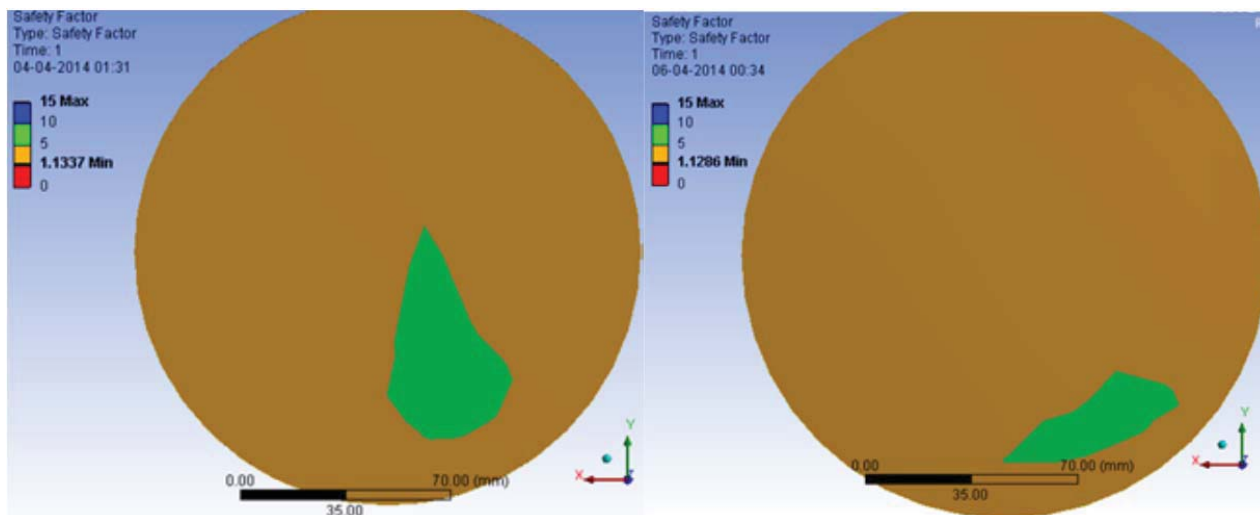 Safety Factor
Type: Safety Factor
Time: 1
04-04-2014 01:31
15 Max
10
5
1.1337 Min
0
0.00 70.00 (mm)
35.00
X
Y
Safety Factor
Type: Safety Factor
Time: 1
06-04-2014 00:34
15 Max
10
5
1.1286 Min
0
0.00 70.00 (mm)
35.00
X
Y